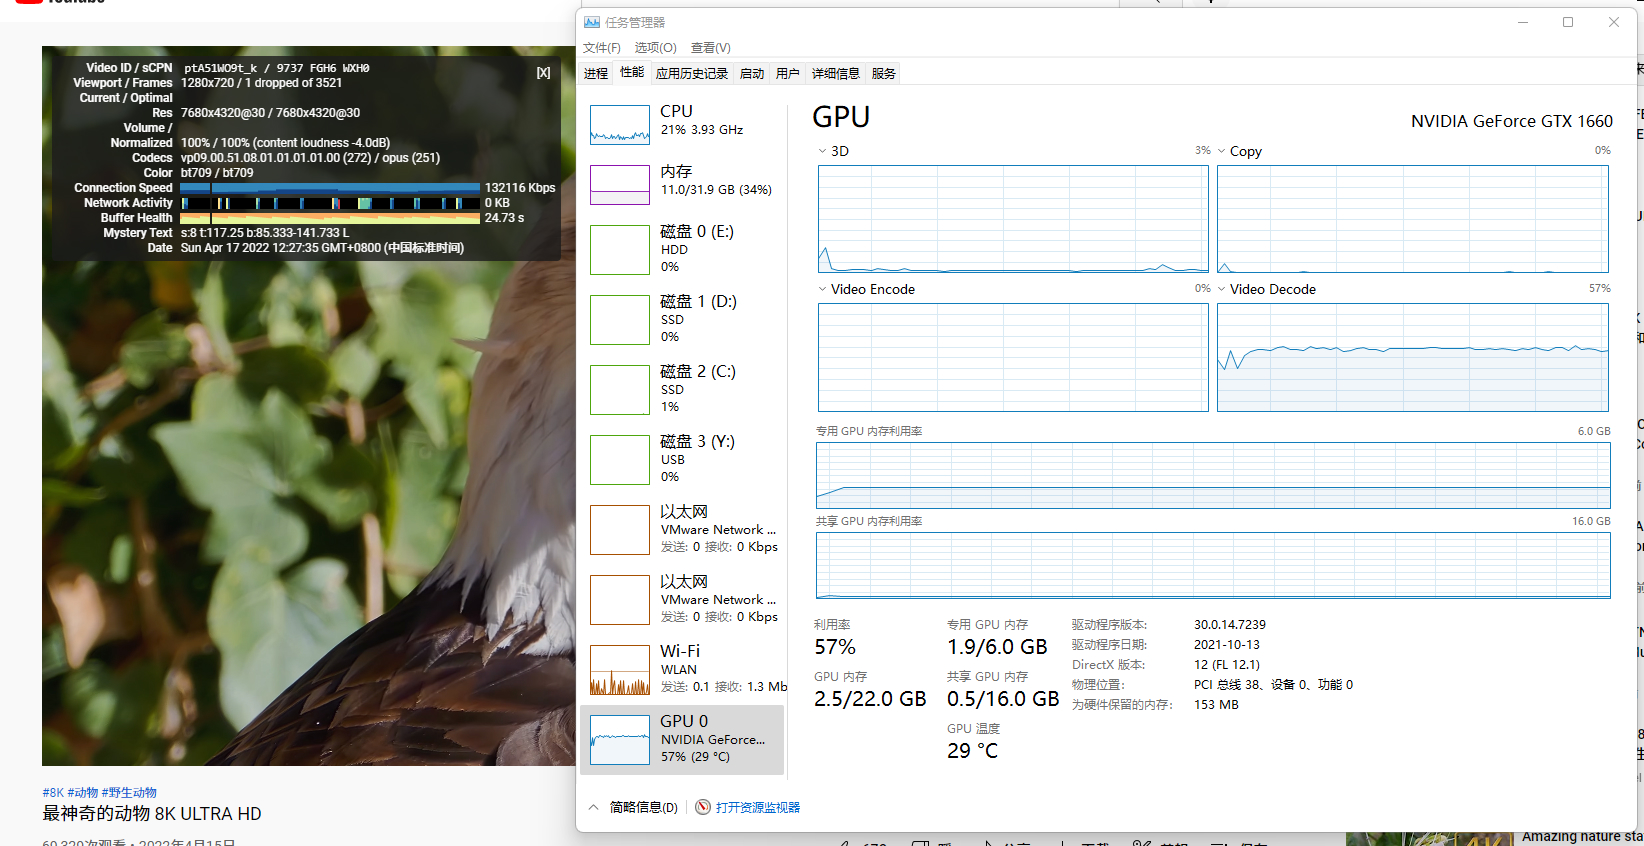 YouTube
Video ID / sCPN ptA51WO9t_k / 9737 FGH6 WXH0
[X]
Viewport / Frames 1280x720 / 1 dropped of 3521
Current / Optimal
Res 7680x4320@30 / 7680x4320@30
Volume /
Normalized 100% / 100% (content loudness -4.0dB)
Codecs vp09.00.51.08.01.01.01.01.00 (272) / opus (251)
Color bt709 / bt709
Connection Speed 132116 Kbps
Network Activity 0 KB
Buffer Health 24.73 s
Mystery Text s:8 t:117.25 b:85.333-141.733 L
Date Sun Apr 17 2022 12:27:35 GMT+0800 (中国标准时间)
#8K #动物 #野生动物
最神奇的动物 8K ULTRA HD
60,320次观看 • 2022年4月15日
任务管理器
文件(F) 选项(O) 查看(V)
进程 性能 应用历史记录 启动 用户 详细信息 服务
CPU
21% 3.93 GHz
内存
11.0/31.9 GB (34%)
磁盘 0 (E:)
HDD
0%
磁盘 1 (D:)
SSD
0%
磁盘 2 (C:)
SSD
1%
磁盘 3 (Y:)
USB
0%
以太网
VMware Network ...
发送: 0 接收: 0 Kbps
以太网
VMware Network ...
发送: 0 接收: 0 Kbps
Wi-Fi
WLAN
发送: 0.1 接收: 1.3 Mb
GPU 0
NVIDIA GeForce...
57% (29 °C)
GPU
NVIDIA GeForce GTX 1660
3D 3%
Copy 0%
Video Encode 0%
Video Decode 57%
专用 GPU 内存利用率 6.0 GB
共享 GPU 内存利用率 16.0 GB
利用率
57%
GPU 内存
2.5/22.0 GB
专用 GPU 内存
1.9/6.0 GB
共享 GPU 内存
0.5/16.0 GB
GPU 温度
29 °C
驱动程序版本: 30.0.14.7239
驱动程序日期: 2021-10-13
DirectX 版本: 12 (FL 12.1)
物理位置: PCI 总线 38、设备 0、功能 0
为硬件保留的内存: 153 MB
简略信息(D) 打开资源监视器
Amazing nature sta